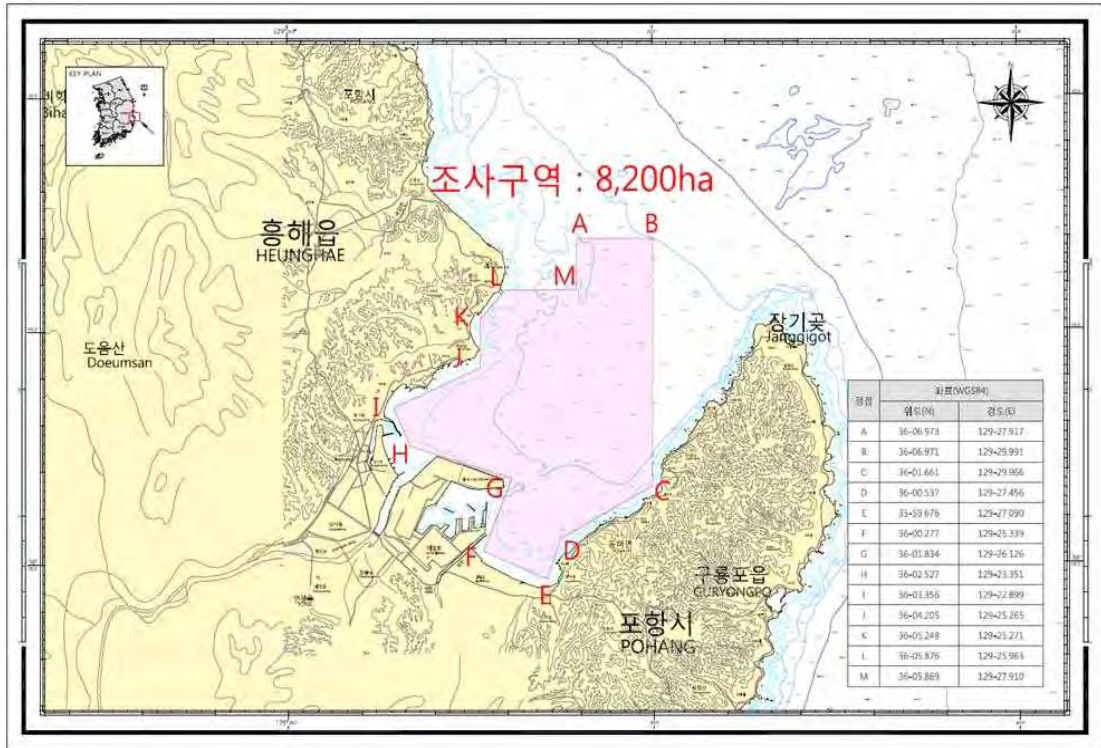 KEY PLAN
포항시
조사구역 : 8,200ha
A
B
흥해읍
HEUNGHAE
L
M
K
장기곶
Janggigot
도음산
Doeumsan
J
I
H
G
C
F
D
E
구룡포읍
GURYONGPO
포항시
POHANG
정점 좌표(WGS84)
위도(N) 경도(E)
A 36-06.973 129-27.917
B 36-06.971 129-29.991
C 36-01.661 129-29.966
D 36-00.537 129-27.456
E 35-59.676 129-27.090
F 36-00.277 129-25.339
G 36-01.834 129-26.126
H 36-02.527 129-23.351
I 36-03.356 129-22.899
J 36-04.205 129-25.265
K 36-05.248 129-25.271
L 36-05.876 129-25.963
M 36-05.869 129-27.910